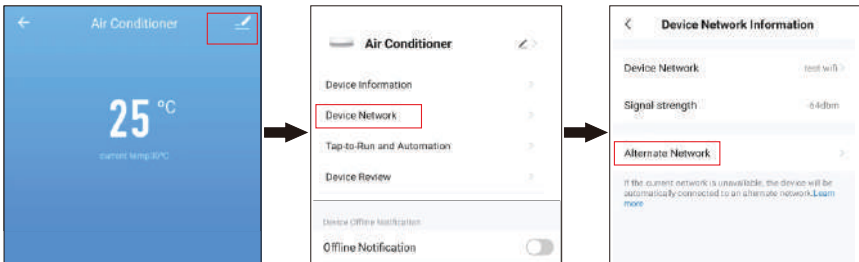 Air Conditioner
25 °C
current temp:30°C
Air Conditioner
Device Information
Device Network
Tap-to-Run and Automation
Device Review
Device Offline Notification
Offline Notification
Device Network Information
Device Network
test wifi
Signal strength
-64dbm
Alternate Network
If the current network is unavailable, the device will be
automatically connected to an alternate network.Learn
more